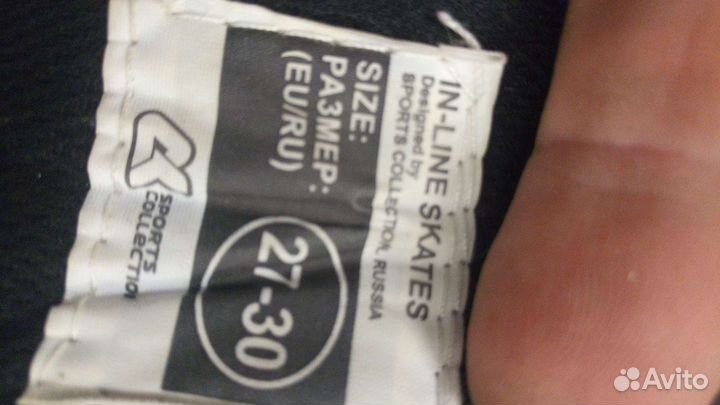 IN-LINE SKATES
Designed by
SPORTS COLLECTION, RUSSIA
SIZE:
РАЗМЕР:
(EU/RU)
27-30
SPORTS
COLLECTION
Avito